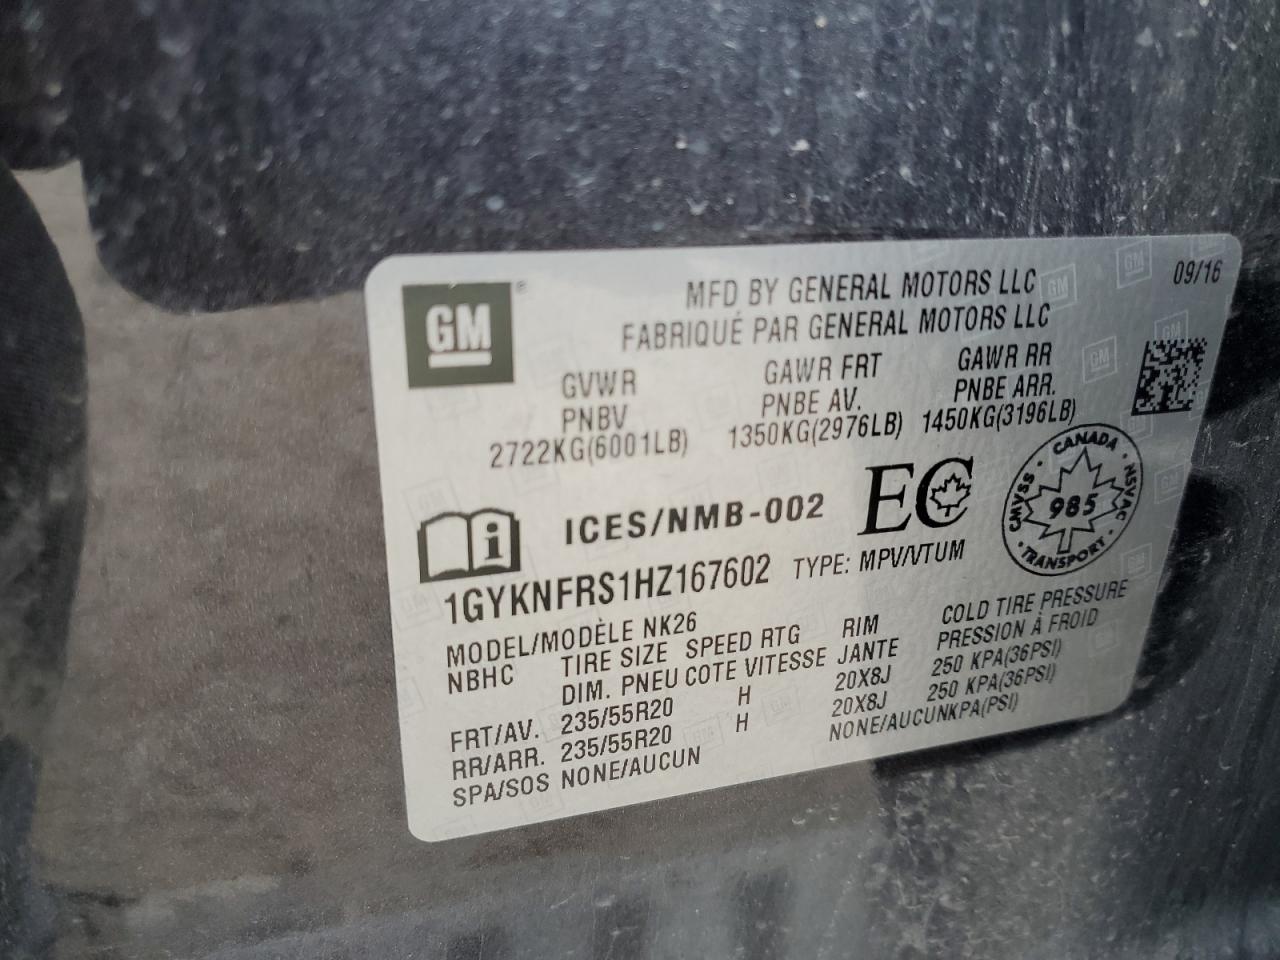 09/16
GM®
MFD BY GENERAL MOTORS LLC
FABRIQUÉ PAR GENERAL MOTORS LLC
GVWR GAWR FRT GAWR RR
PNBV PNBE AV. PNBE ARR.
2722KG(6001LB) 1350KG(2976LB) 1450KG(3196LB)
i ICES/NMB-002 EC CANADA CMVSS NSVAC 985 TRANSPORT
1GYKNFRS1HZ167602 TYPE: MPV/VTUM
MODEL/MODÈLE NK26
NBHC TIRE SIZE SPEED RTG RIM COLD TIRE PRESSURE
DIM. PNEU COTE VITESSE JANTE PRESSION À FROID
FRT/AV. 235/55R20 H 20X8J 250 KPA(36PSI)
RR/ARR. 235/55R20 H 20X8J 250 KPA(36PSI)
SPA/SOS NONE/AUCUN NONE/AUCUNKPA(PSI)